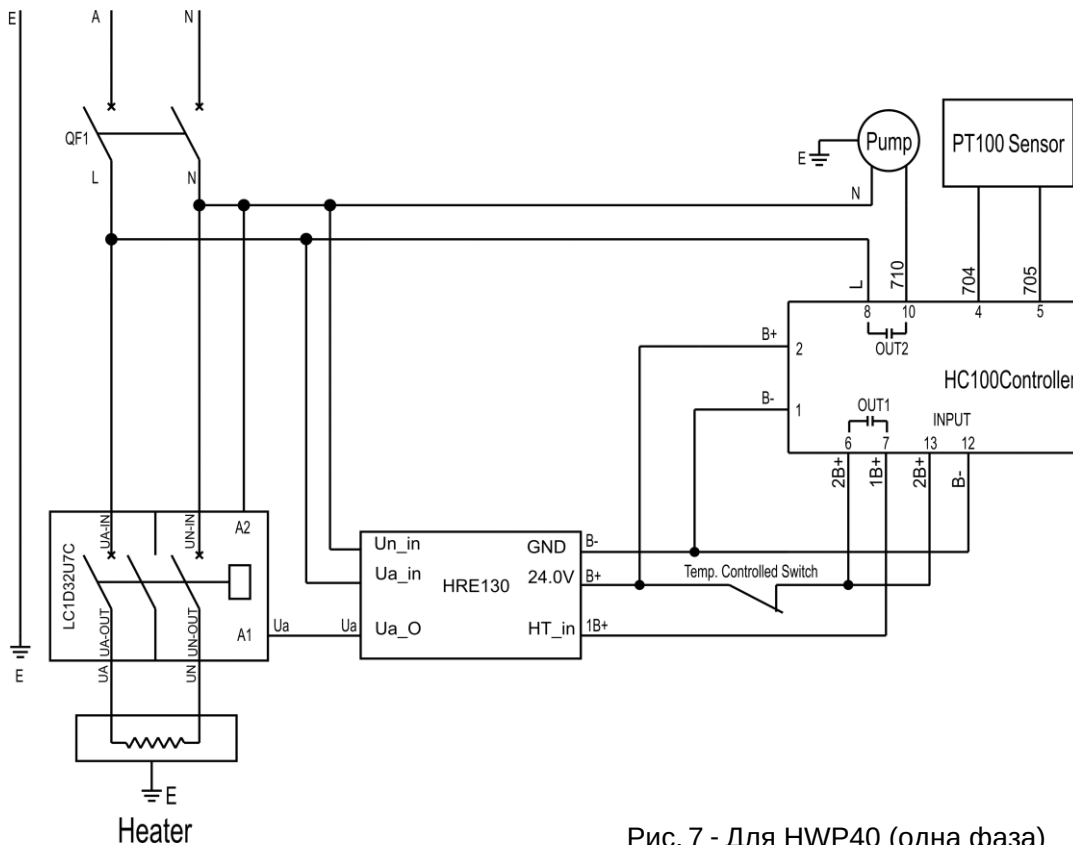 E
A
N
QF1
L
N
E
Pump
PT100 Sensor
N
L
710
704
705
8
10
4
5
OUT2
B+
2
HC100Controller
B-
1
OUT1
INPUT
6
7
13
12
2B+
1B+
2B+
B-
LC1D32U7C
UA-IN
UN-IN
A2
UA-OUT
UN-OUT
A1
Ua
Ua
Un_in
Ua_in
HRE130
Ua_O
GND
24.0V
HT_in
B-
B+
1B+
Temp. Controlled Switch
E
UA
UN
E
Heater
Рис. 7 - Для HWP40 (одна фаза)